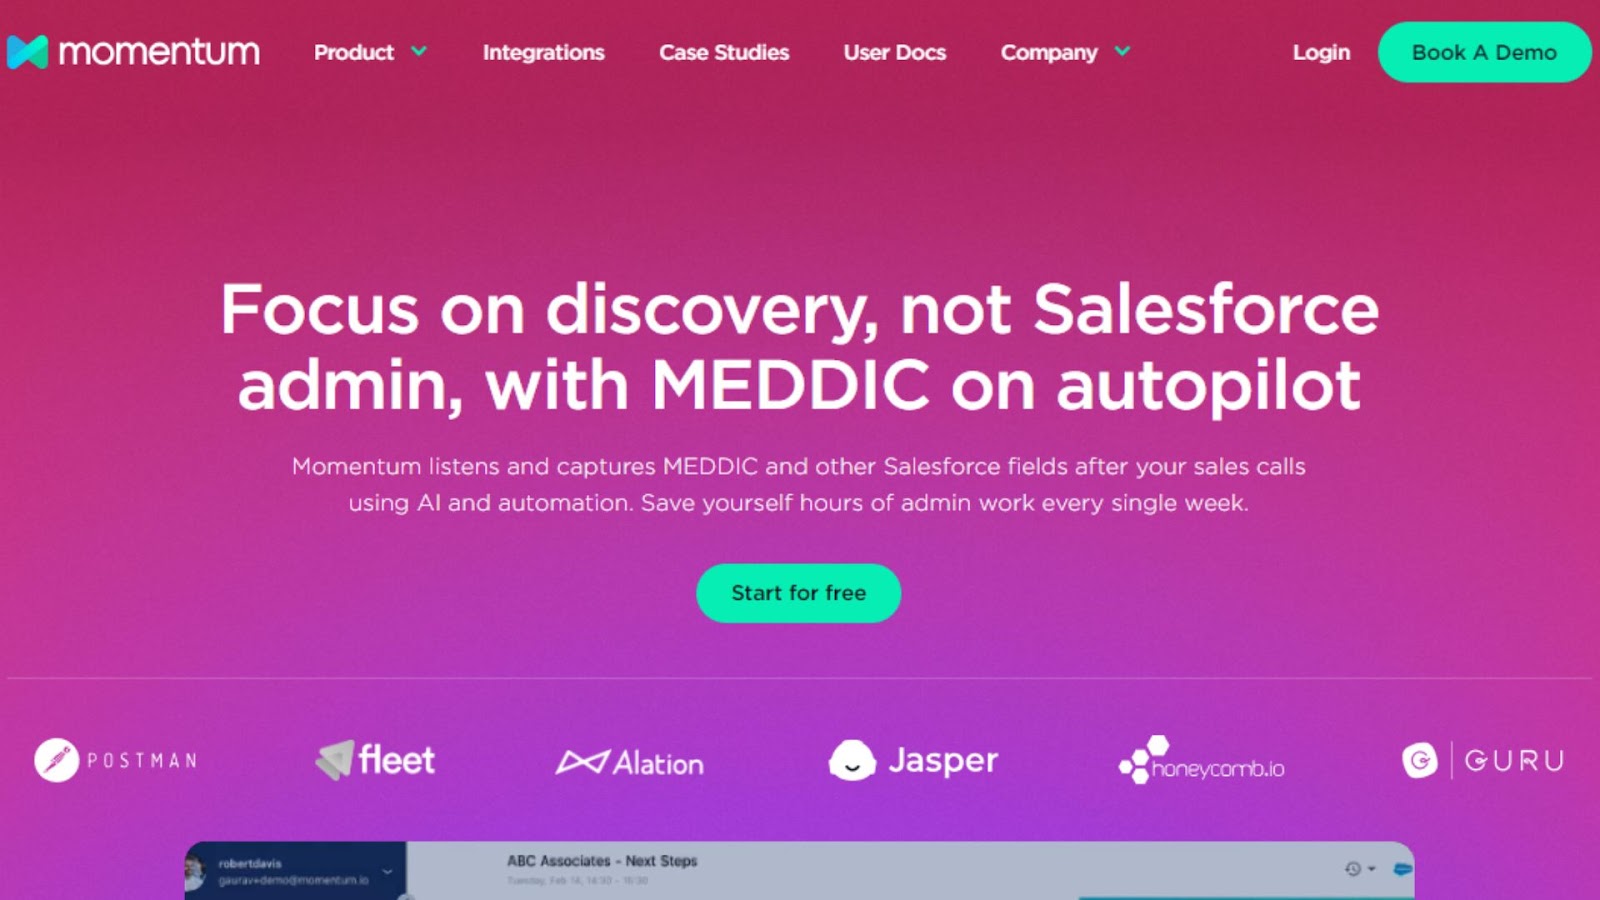 momentum
Product
Integrations
Case Studies
User Docs
Company
Login
Book A Demo
Focus on discovery, not Salesforce
admin, with MEDDIC on autopilot
Momentum listens and captures MEDDIC and other Salesforce fields after your sales calls
using AI and automation. Save yourself hours of admin work every single week.
Start for free
POSTMAN
fleet
Alation
Jasper
honeycomb.io
GURU
robertdavis
gaurav+demo@momentum.io
ABC Associates - Next Steps
Tuesday, Feb 14, 14:30 - 15:30